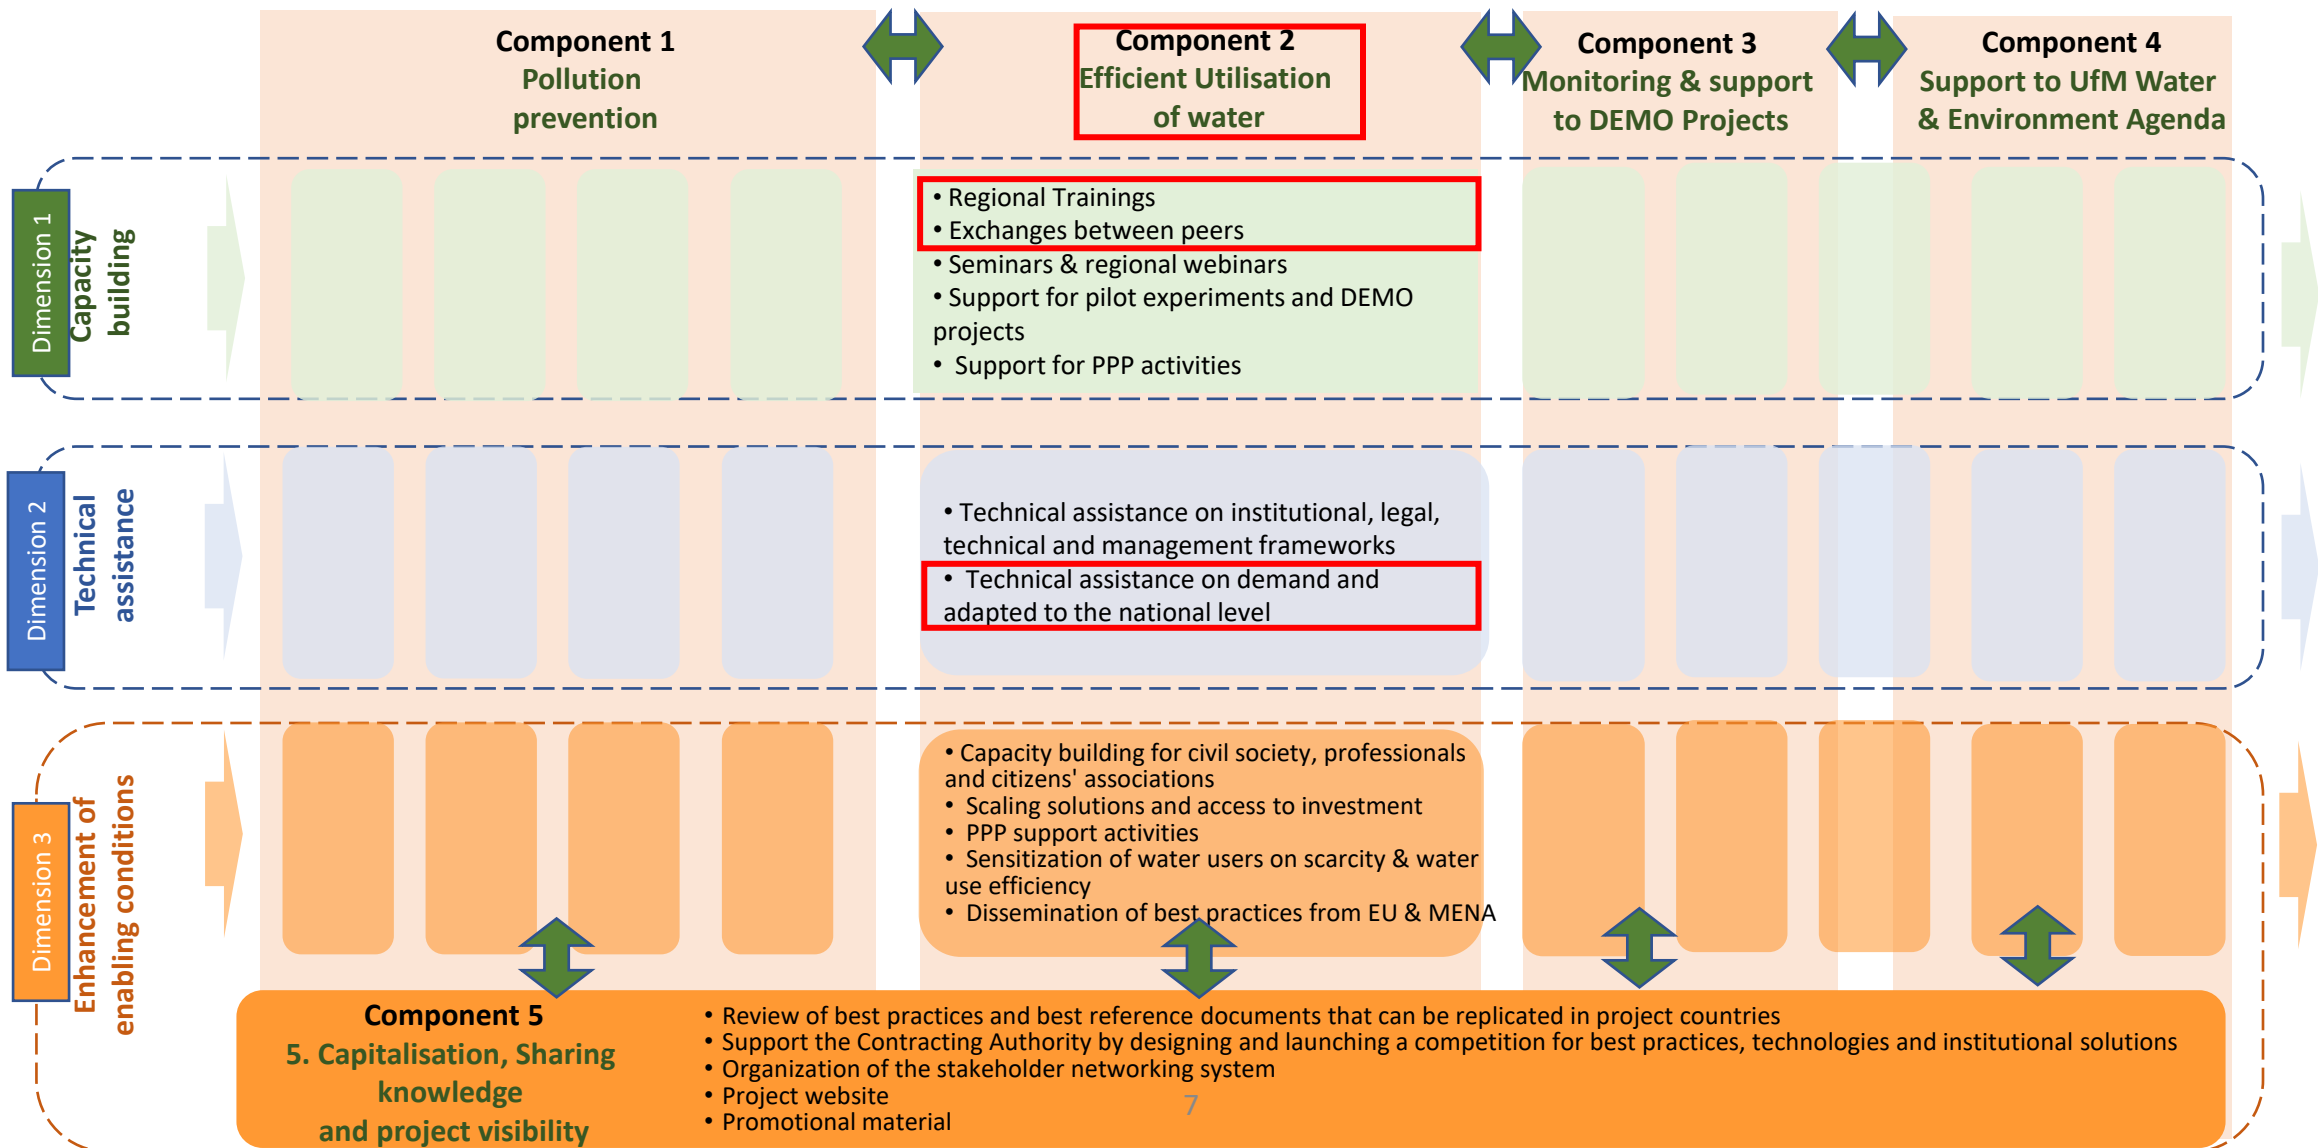 Component 1
Pollution
prevention
Component 2
Efficient Utilisation
of water
Component 3
Monitoring & support
to DEMO Projects
Component 4
Support to UfM Water
& Environment Agenda
Dimension 1
Capacity
building
• Regional Trainings
• Exchanges between peers
• Seminars & regional webinars
• Support for pilot experiments and DEMO
projects
• Support for PPP activities
Dimension 2
Technical
assistance
• Technical assistance on institutional, legal,
technical and management frameworks
• Technical assistance on demand and
adapted to the national level
Dimension 3
Enhancement of
enabling conditions
• Capacity building for civil society, professionals
and citizens' associations
• Scaling solutions and access to investment
• PPP support activities
• Sensitization of water users on scarcity & water
use efficiency
• Dissemination of best practices from EU & MENA
Component 5
5. Capitalisation, Sharing
knowledge
and project visibility
• Review of best practices and best reference documents that can be replicated in project countries
• Support the Contracting Authority by designing and launching a competition for best practices, technologies and institutional solutions
• Organization of the stakeholder networking system
• Project website
• Promotional material
7